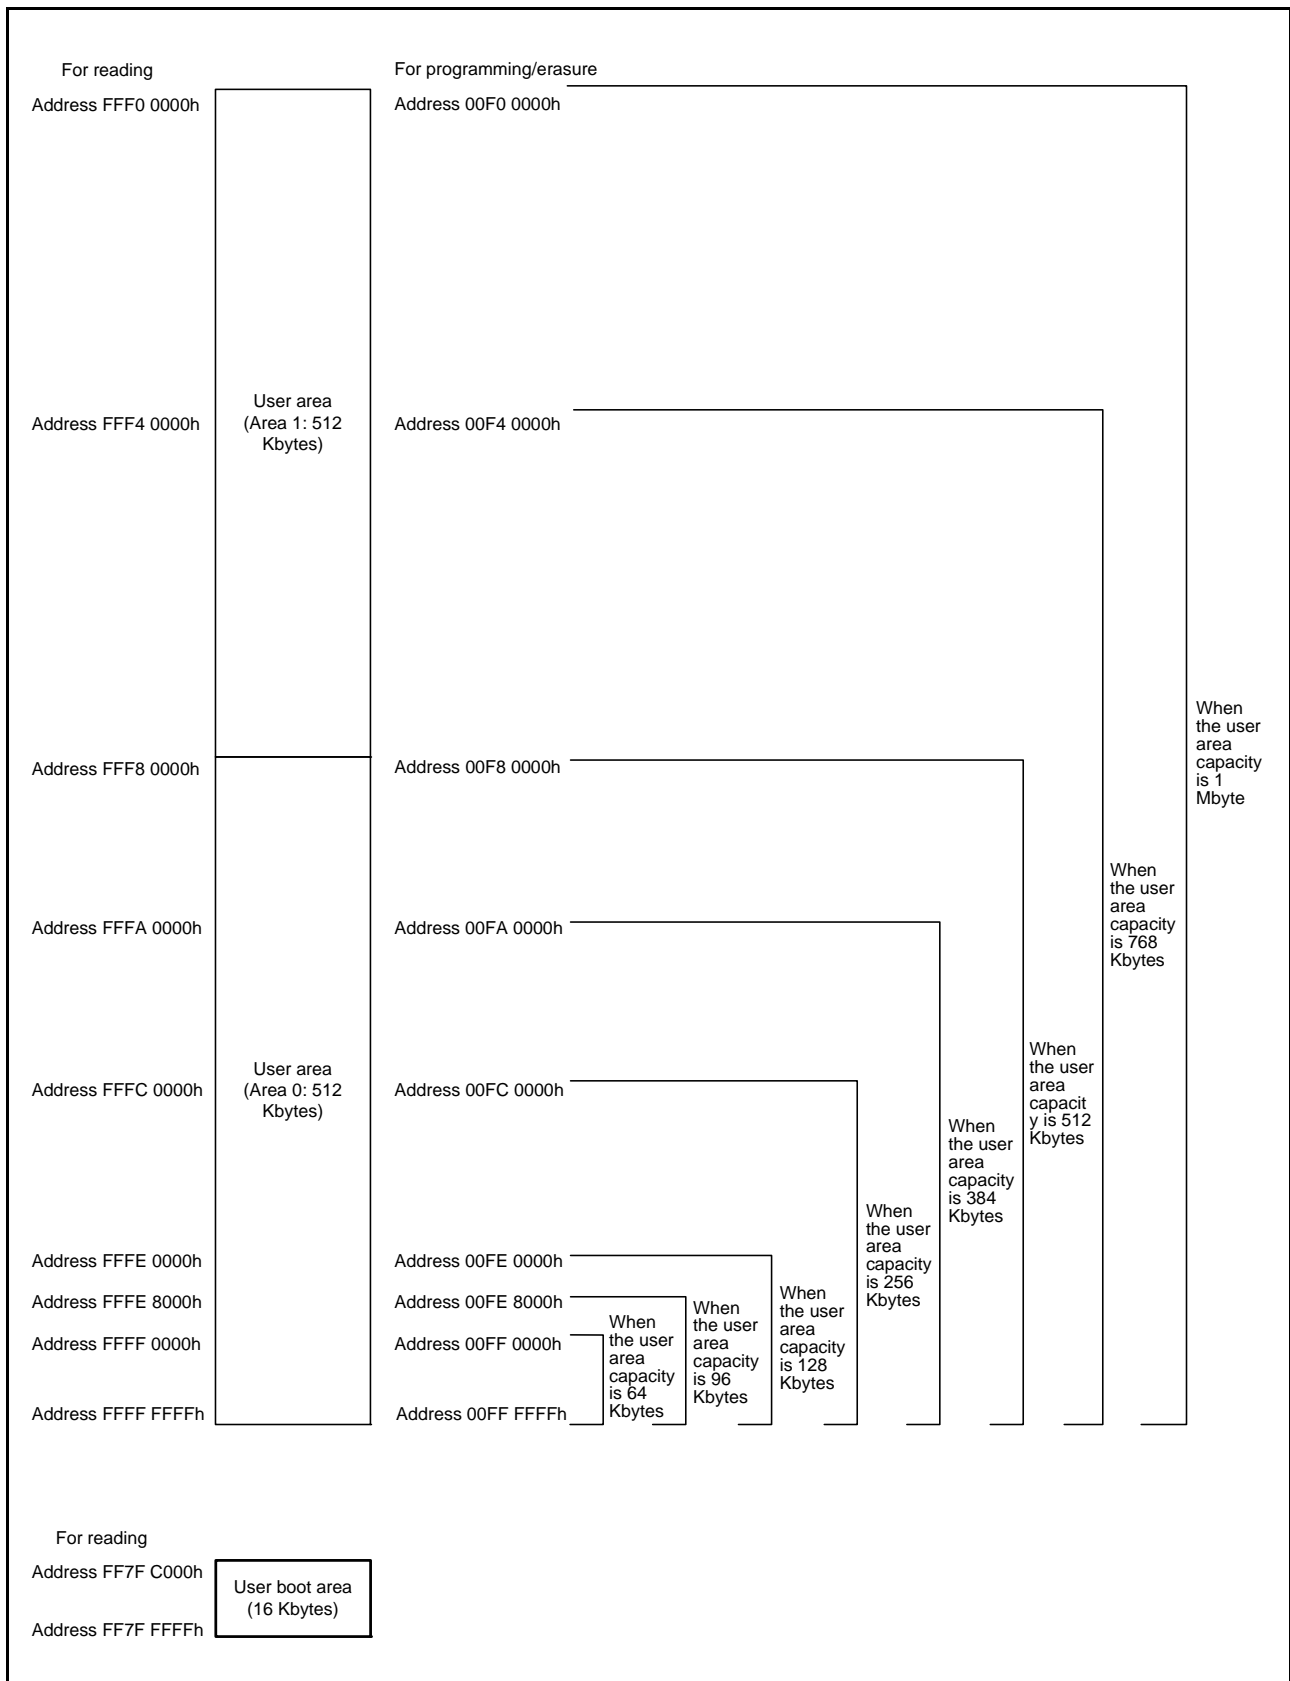 For reading
For programming/erasure
Address FFF0 0000h
Address 00F0 0000h
User area
(Area 1: 512
Kbytes)
Address FFF4 0000h
Address 00F4 0000h
When
the user
area
capacity
is 1
Mbyte
Address FFF8 0000h
Address 00F8 0000h
When
the user
area
capacity
is 768
Kbytes
Address FFFA 0000h
Address 00FA 0000h
When
the user
area
capacit
y is 512
Kbytes
User area
(Area 0: 512
Kbytes)
Address FFFC 0000h
Address 00FC 0000h
When
the user
area
capacity
is 384
Kbytes
When
the user
area
capacity
is 256
Kbytes
Address FFFE 0000h
Address 00FE 0000h
When
the user
area
capacity
is 128
Kbytes
Address FFFE 8000h
Address 00FE 8000h
When
the user
area
capacity
is 96
Kbytes
When
the user
area
capacity
is 64
Kbytes
Address FFFF 0000h
Address 00FF 0000h
Address FFFF FFFFh
Address 00FF FFFFh
For reading
Address FF7F C000h
User boot area
(16 Kbytes)
Address FF7F FFFFh